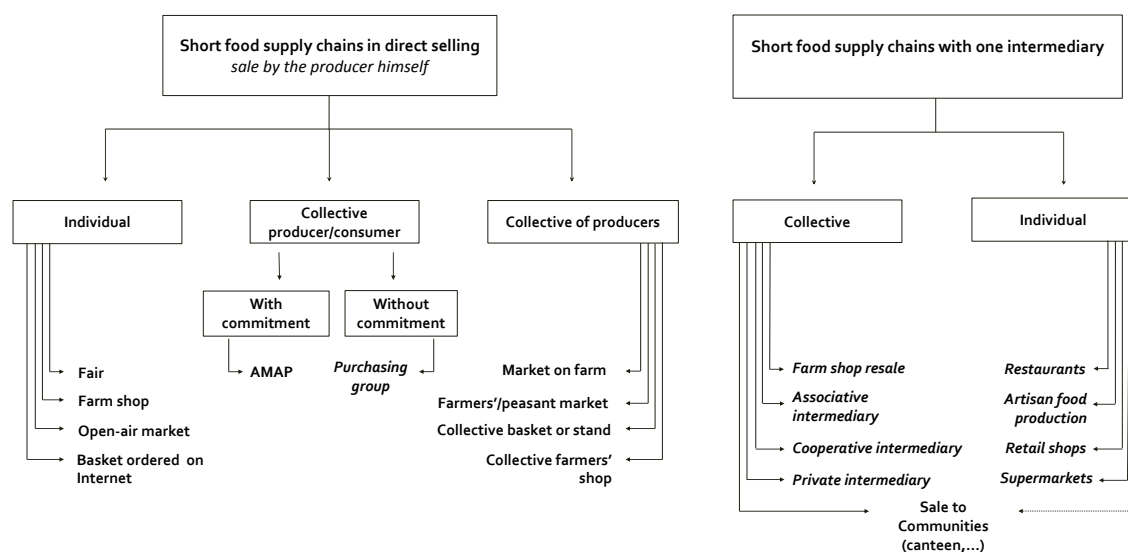 Short food supply chains in direct selling
sale by the producer himself
Individual
Collective
producer/consumer
Collective of producers
With
commitment
Without
commitment
Fair
Farm shop
Open-air market
Basket ordered on
Internet
AMAP
Purchasing
group
Market on farm
Farmers’/peasant market
Collective basket or stand
Collective farmers’
shop
Short food supply chains with one intermediary
Collective
Individual
Farm shop resale
Associative
intermediary
Cooperative intermediary
Private intermediary
Restaurants
Artisan food
production
Retail shops
Supermarkets
Sale to
Communities
(canteen,...)